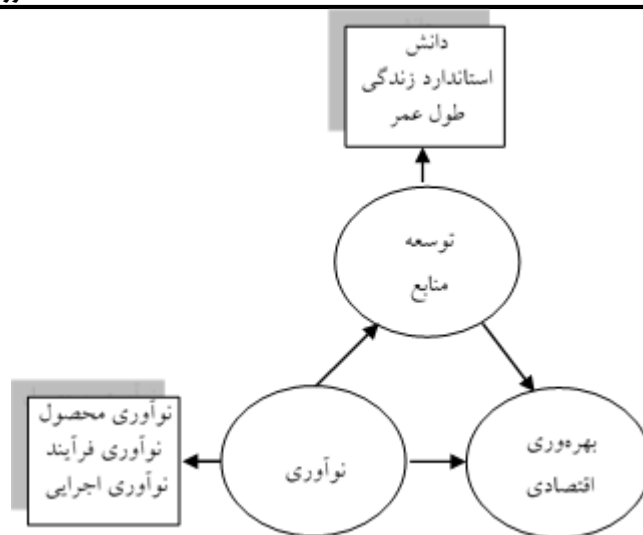 دانش
استاندارد زندگی
طول عمر
توسعه
منابع
نوآوری محصول
نوآوری فرآیند
نوآوری اجرایی
نوآوری
بهره‌وری
اقتصادی